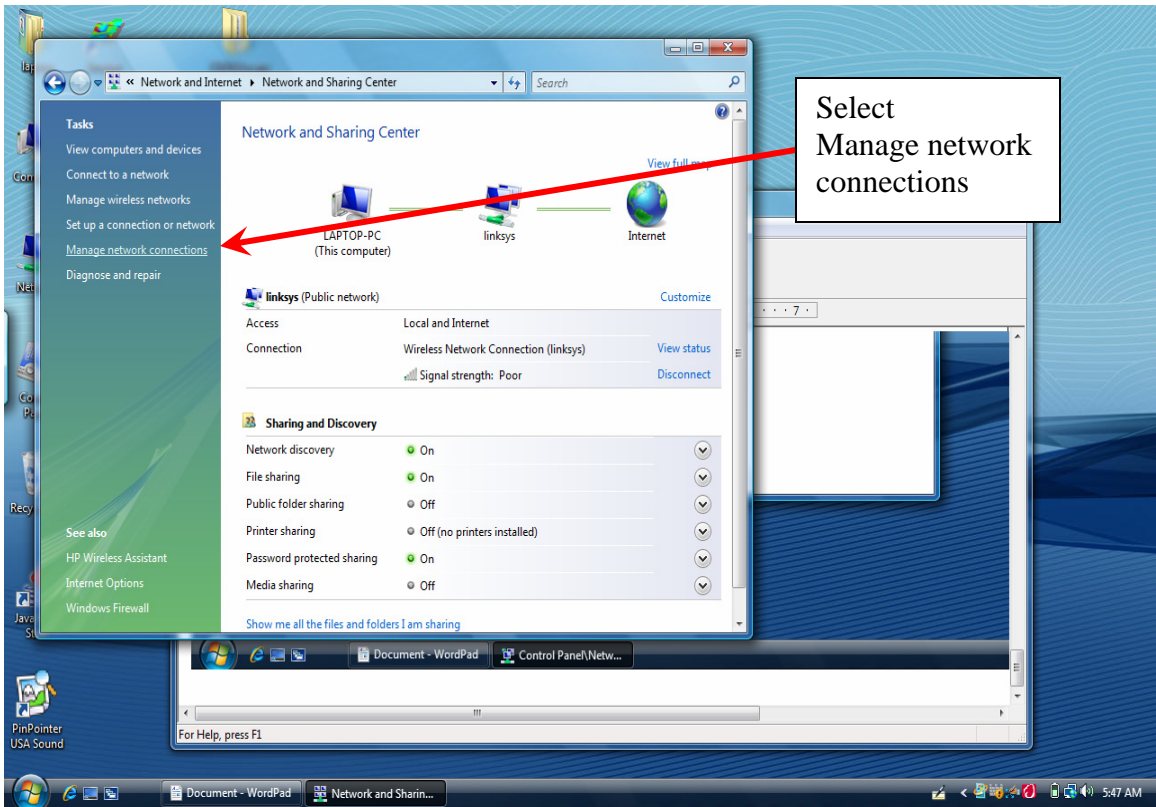 « Network and Internet ▸ Network and Sharing Center
Search
Tasks
View computers and devices
Connect to a network
Manage wireless networks
Set up a connection or network
Manage network connections
Diagnose and repair
See also
HP Wireless Assistant
Internet Options
Windows Firewall
Network and Sharing Center
View full map
LAPTOP-PC
(This computer)
linksys
Internet
linksys (Public network)
Customize
Access
Local and Internet
Connection
Wireless Network Connection (linksys)
View status
Signal strength: Poor
Disconnect
Sharing and Discovery
Network discovery
On
File sharing
On
Public folder sharing
Off
Printer sharing
Off (no printers installed)
Password protected sharing
On
Media sharing
Off
Show me all the files and folders I am sharing
Select
Manage network
connections
7
Document - WordPad
Control Panel\Netw...
For Help, press F1
PinPointer
USA Sound
Document - WordPad
Network and Sharin...
5:47 AM